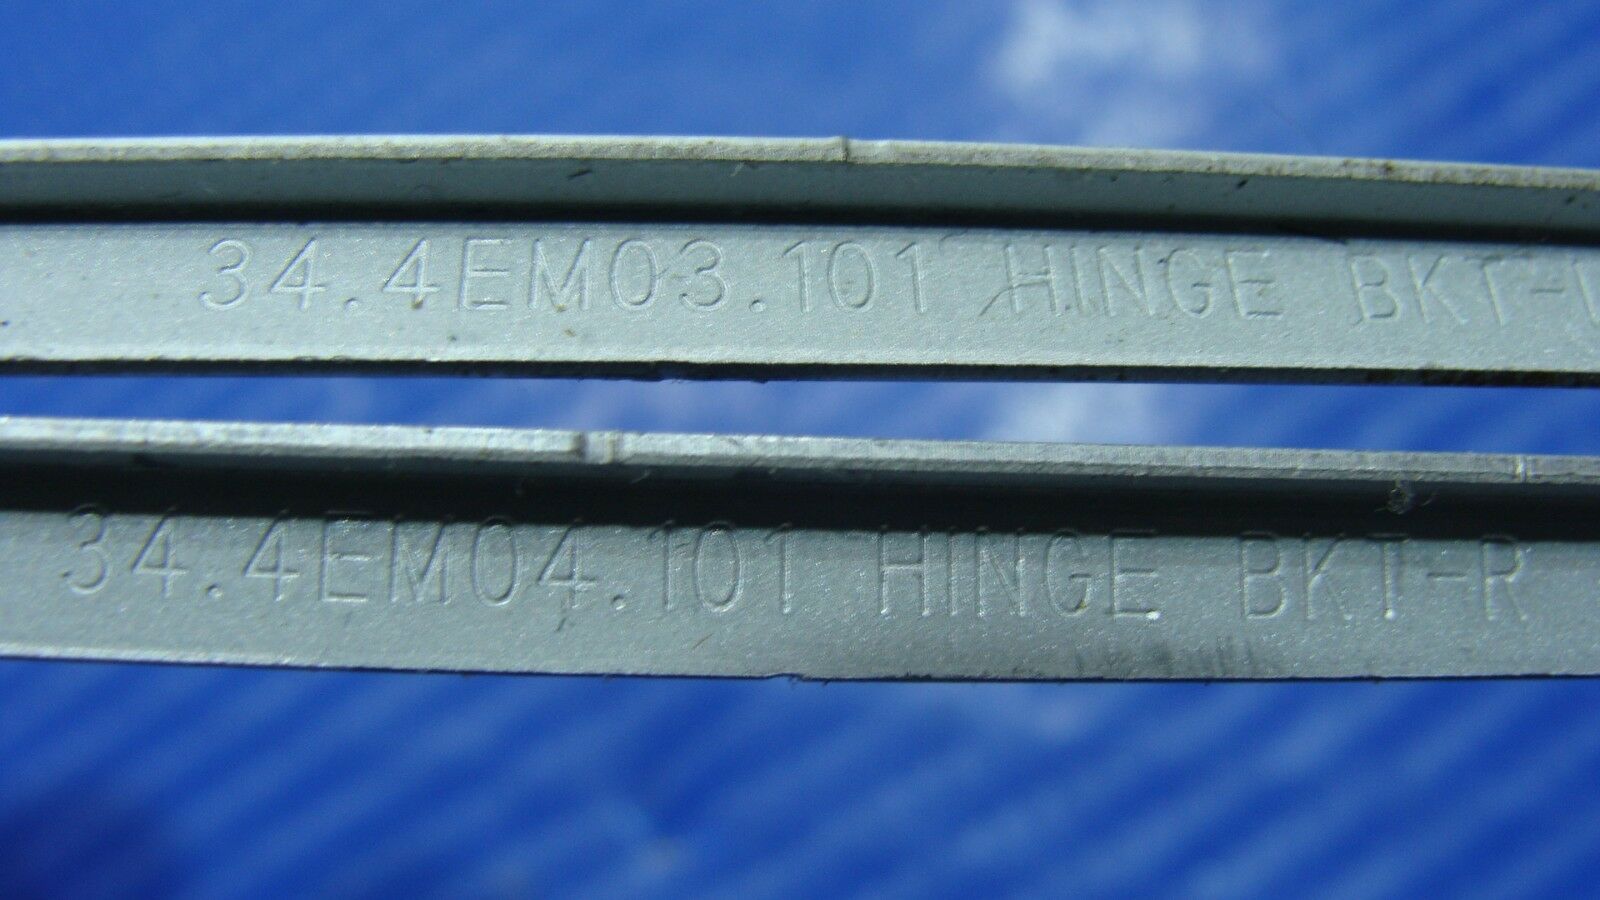 34.4EM03.101 HINGE BKT-
34.4EM04.101 HINGE BKT-R